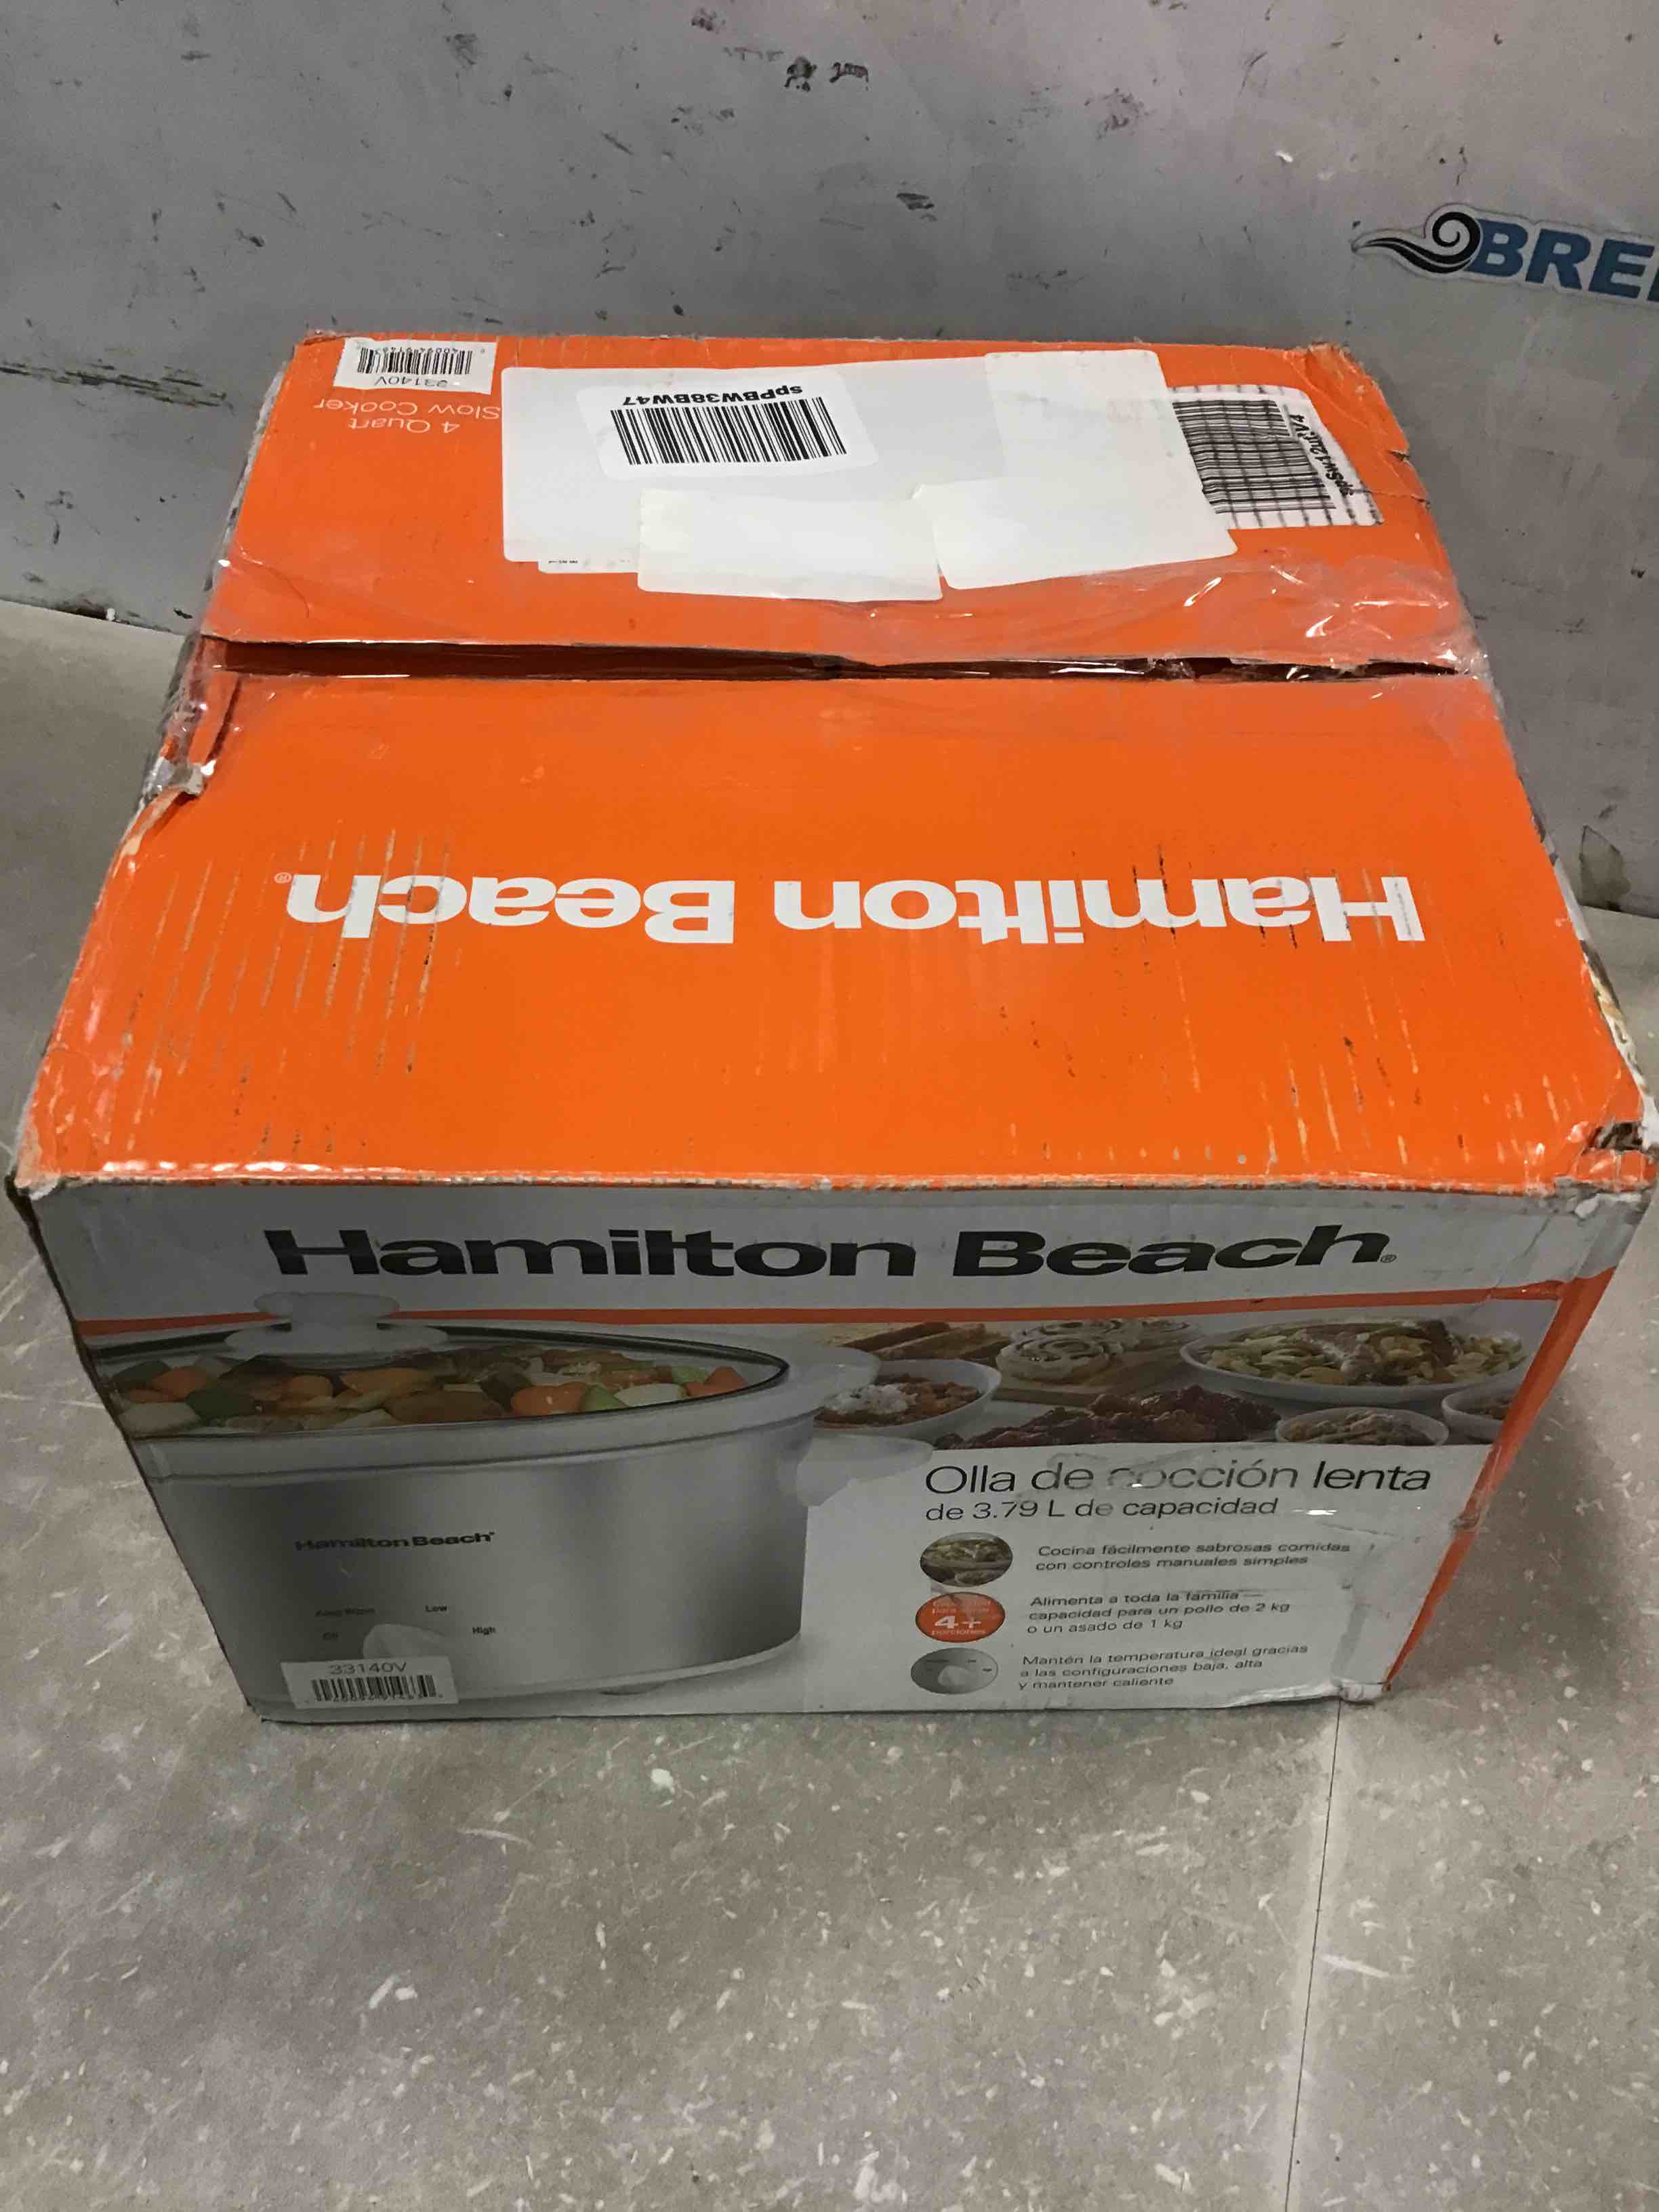 BRE
33140V
4 Quart
Slow Cooker
spPBW38BW47
Hamilton Beach®
Hamilton Beach®
Hamilton Beach®
Low
High
33140V
Olla de cocción lenta
de 3.79 L de capacidad
Cocina fácilmente sabrosas comidas
con controles manuales simples
4+
porciones
Alimenta a toda la familia —
capacidad para un pollo de 2 kg
o un asado de 1 kg
Mantén la temperatura ideal gracias
a las configuraciones baja, alta
y mantener caliente